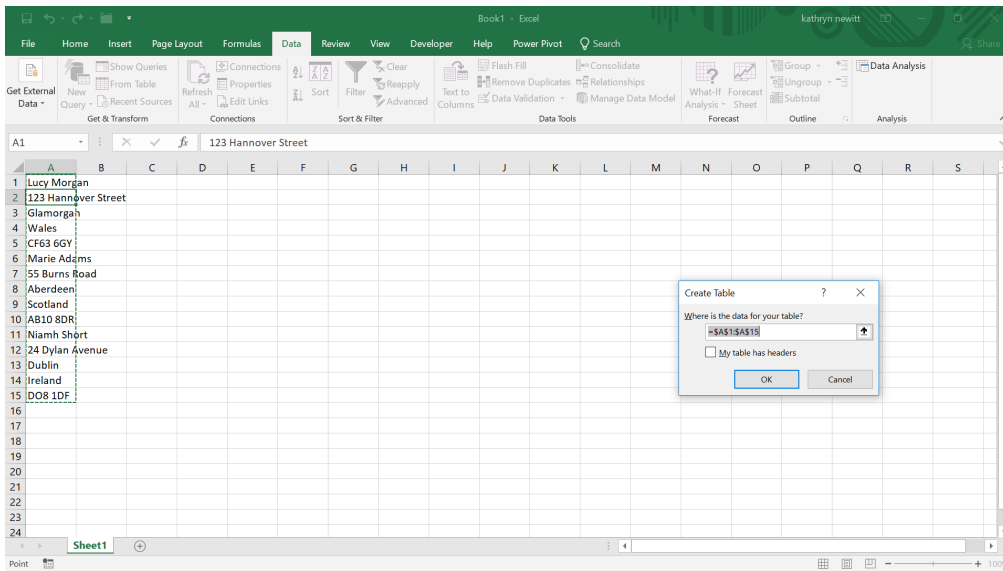 Book1 - Excel
kathryn newitt
File Home Insert Page Layout Formulas Data Review View Developer Help Power Pivot Search
Share
Get External Data
New Query
Show Queries
From Table
Recent Sources
Get & Transform
Refresh All
Connections
Properties
Edit Links
Connections
Sort
Filter
Clear
Reapply
Advanced
Sort & Filter
Text to Columns
Flash Fill
Remove Duplicates
Data Validation
Consolidate
Relationships
Manage Data Model
Data Tools
What-If Analysis
Forecast Sheet
Forecast
Group
Ungroup
Subtotal
Outline
Data Analysis
Analysis
A1 fx 123 Hannover Street
A B C D E F G H I J K L M N O P Q R S
1 Lucy Morgan
2 123 Hannover Street
3 Glamorgan
4 Wales
5 CF63 6GY
6 Marie Adams
7 55 Burns Road
8 Aberdeen
9 Scotland
10 AB10 8DR
11 Niamh Short
12 24 Dylan Avenue
13 Dublin
14 Ireland
15 DO8 1DF
16
17
18
19
20
21
22
23
24
Create Table ?
Where is the data for your table?
=$A$1:$A$15
My table has headers
OK Cancel
Sheet1
Point
100